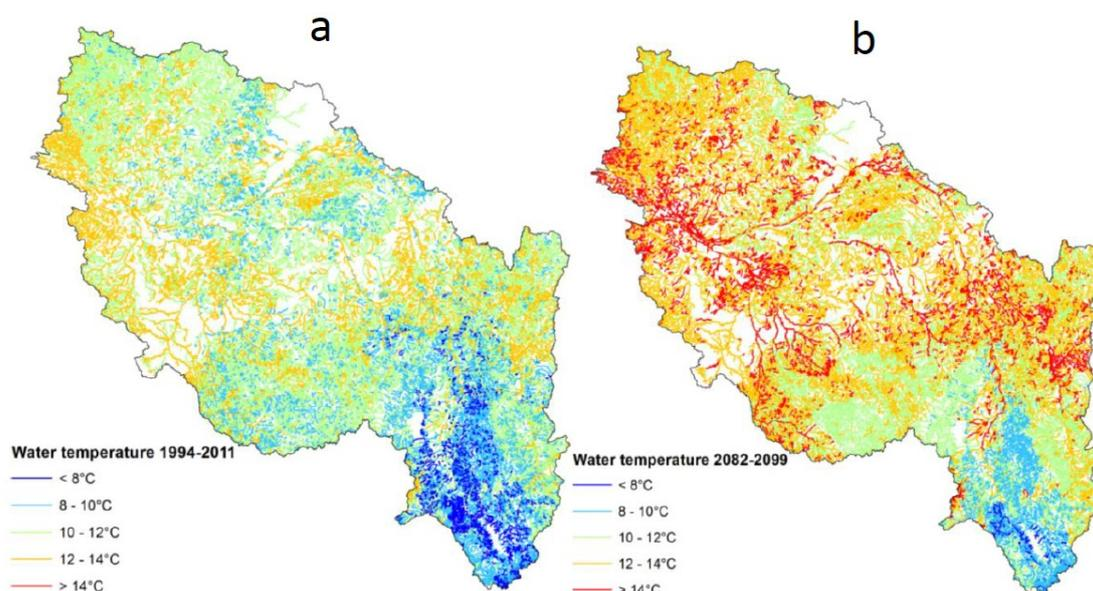 a
b
Water temperature 1994-2011
< 8°C
8 - 10°C
10 - 12°C
12 - 14°C
> 14°C
Water temperature 2082-2099
< 8°C
8 - 10°C
10 - 12°C
12 - 14°C
> 14°C